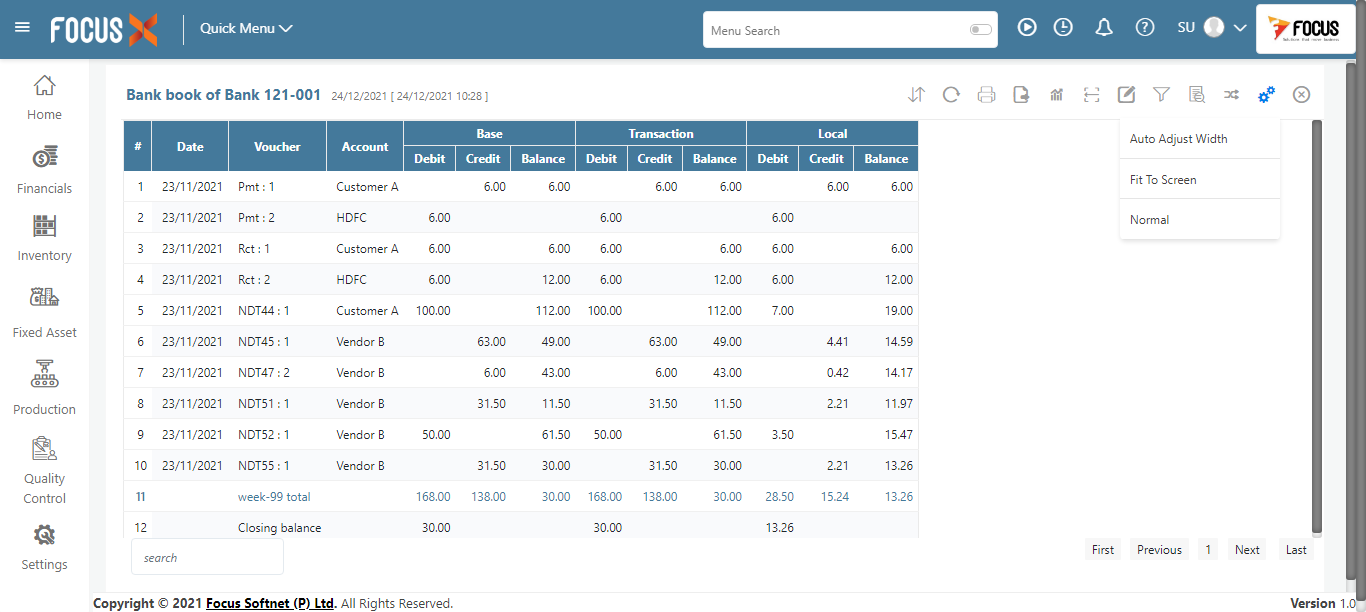 FOCUS X
Quick Menu
Menu Search
SU
FOCUS
Home
Financials
Inventory
Fixed Asset
Production
Quality
Control
Settings
Bank book of Bank 121-001 24/12/2021 [ 24/12/2021 10:28 ]
Auto Adjust Width
Fit To Screen
Normal
# Date Voucher Account Base Transaction Local
Debit Credit Balance Debit Credit Balance Debit Credit Balance
1 23/11/2021 Pmt : 1 Customer A 6.00 6.00 6.00 6.00 6.00 6.00
2 23/11/2021 Pmt : 2 HDFC 6.00 6.00 6.00
3 23/11/2021 Rct : 1 Customer A 6.00 6.00 6.00 6.00 6.00 6.00
4 23/11/2021 Rct : 2 HDFC 6.00 12.00 6.00 12.00 6.00 12.00
5 23/11/2021 NDT44 : 1 Customer A 100.00 112.00 100.00 112.00 7.00 19.00
6 23/11/2021 NDT45 : 1 Vendor B 63.00 49.00 63.00 49.00 4.41 14.59
7 23/11/2021 NDT47 : 2 Vendor B 6.00 43.00 6.00 43.00 0.42 14.17
8 23/11/2021 NDT51 : 1 Vendor B 31.50 11.50 31.50 11.50 2.21 11.97
9 23/11/2021 NDT52 : 1 Vendor B 50.00 61.50 50.00 61.50 3.50 15.47
10 23/11/2021 NDT55 : 1 Vendor B 31.50 30.00 31.50 30.00 2.21 13.26
11 week-99 total 168.00 138.00 30.00 168.00 138.00 30.00 28.50 15.24 13.26
12 Closing balance 30.00 30.00 13.26
search
First Previous 1 Next Last
Copyright © 2021 Focus Softnet (P) Ltd. All Rights Reserved. Version 1.0